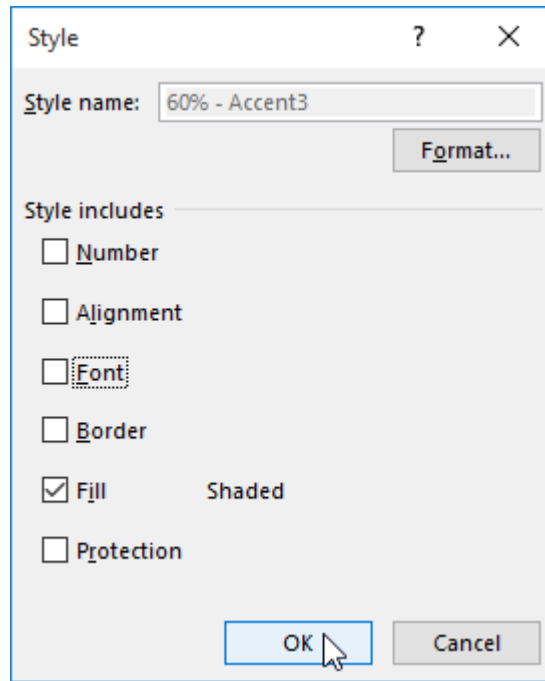 Style ?
Style name: 60% - Accent3
Format...
Style includes
Number
Alignment
Font
Border
Fill Shaded
Protection
OK Cancel